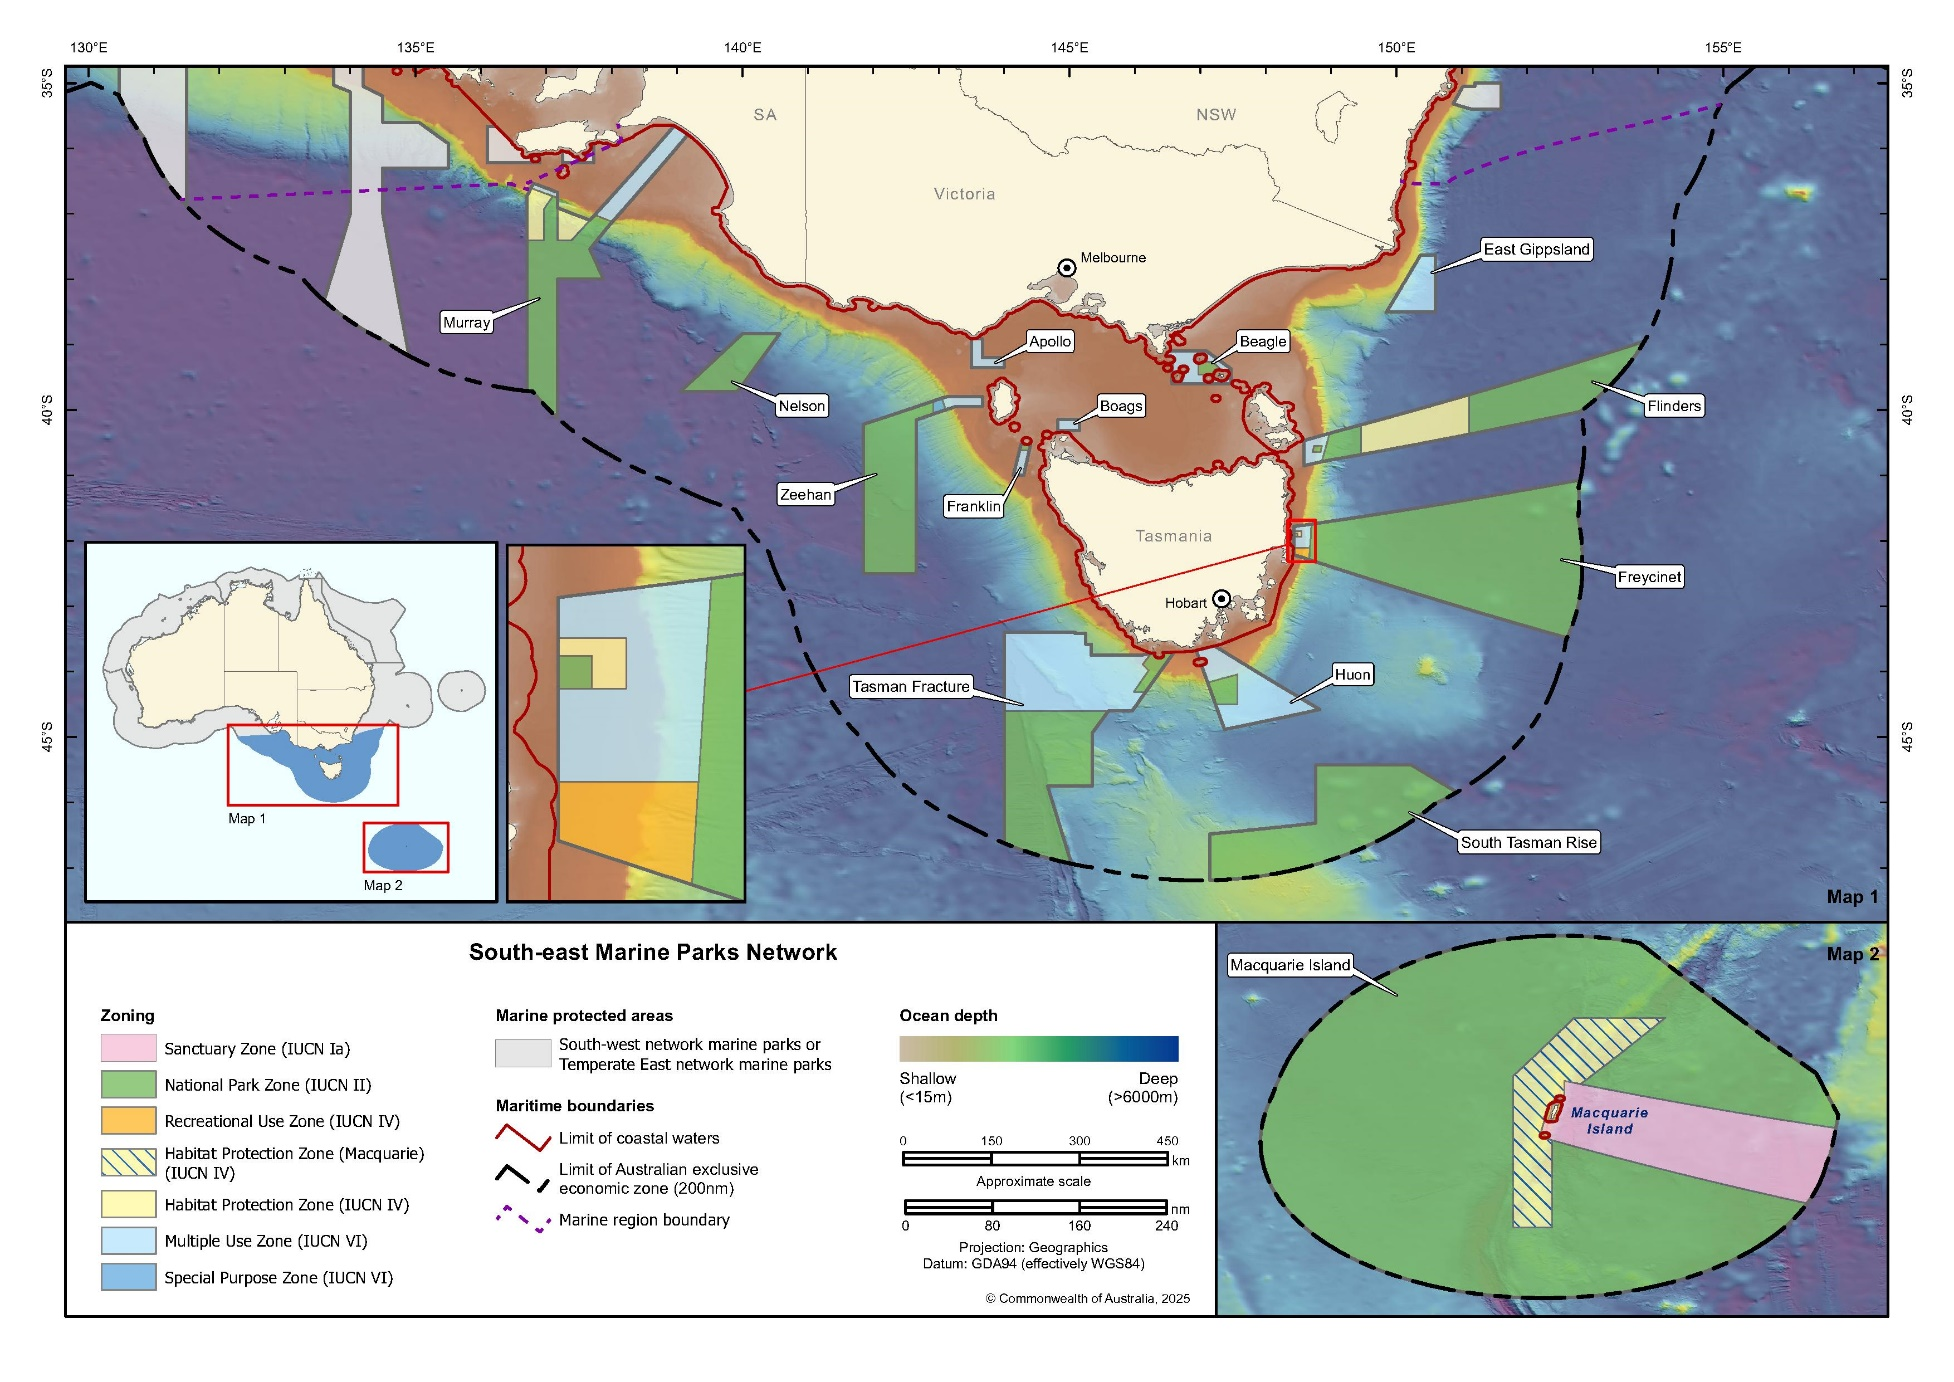 130°E
135°E
140°E
145°E
150°E
155°E
35°S
35°S
SA
NSW
Victoria
Melbourne
East Gippsland
Murray
Apollo
Beagle
Nelson
Boags
Flinders
40°S
40°S
Zeehan
Franklin
Tasmania
Freycinet
Hobart
Tasman Fracture
Huon
45°S
45°S
South Tasman Rise
Map 1
Map 2
Map 1
South-east Marine Parks Network
Zoning
Sanctuary Zone (IUCN Ia)
National Park Zone (IUCN II)
Recreational Use Zone (IUCN IV)
Habitat Protection Zone (Macquarie)
(IUCN IV)
Habitat Protection Zone (IUCN IV)
Multiple Use Zone (IUCN VI)
Special Purpose Zone (IUCN VI)
Marine protected areas
South-west network marine parks or
Temperate East network marine parks
Maritime boundaries
Limit of coastal waters
Limit of Australian exclusive
economic zone (200nm)
Marine region boundary
Ocean depth
Shallow Deep
(<15m) (>6000m)
0 150 300 450
km
Approximate scale
nm
0 80 160 240
Projection: Geographics
Datum: GDA94 (effectively WGS84)
© Commonwealth of Australia, 2025
Map 2
Macquarie Island
Macquarie
Island